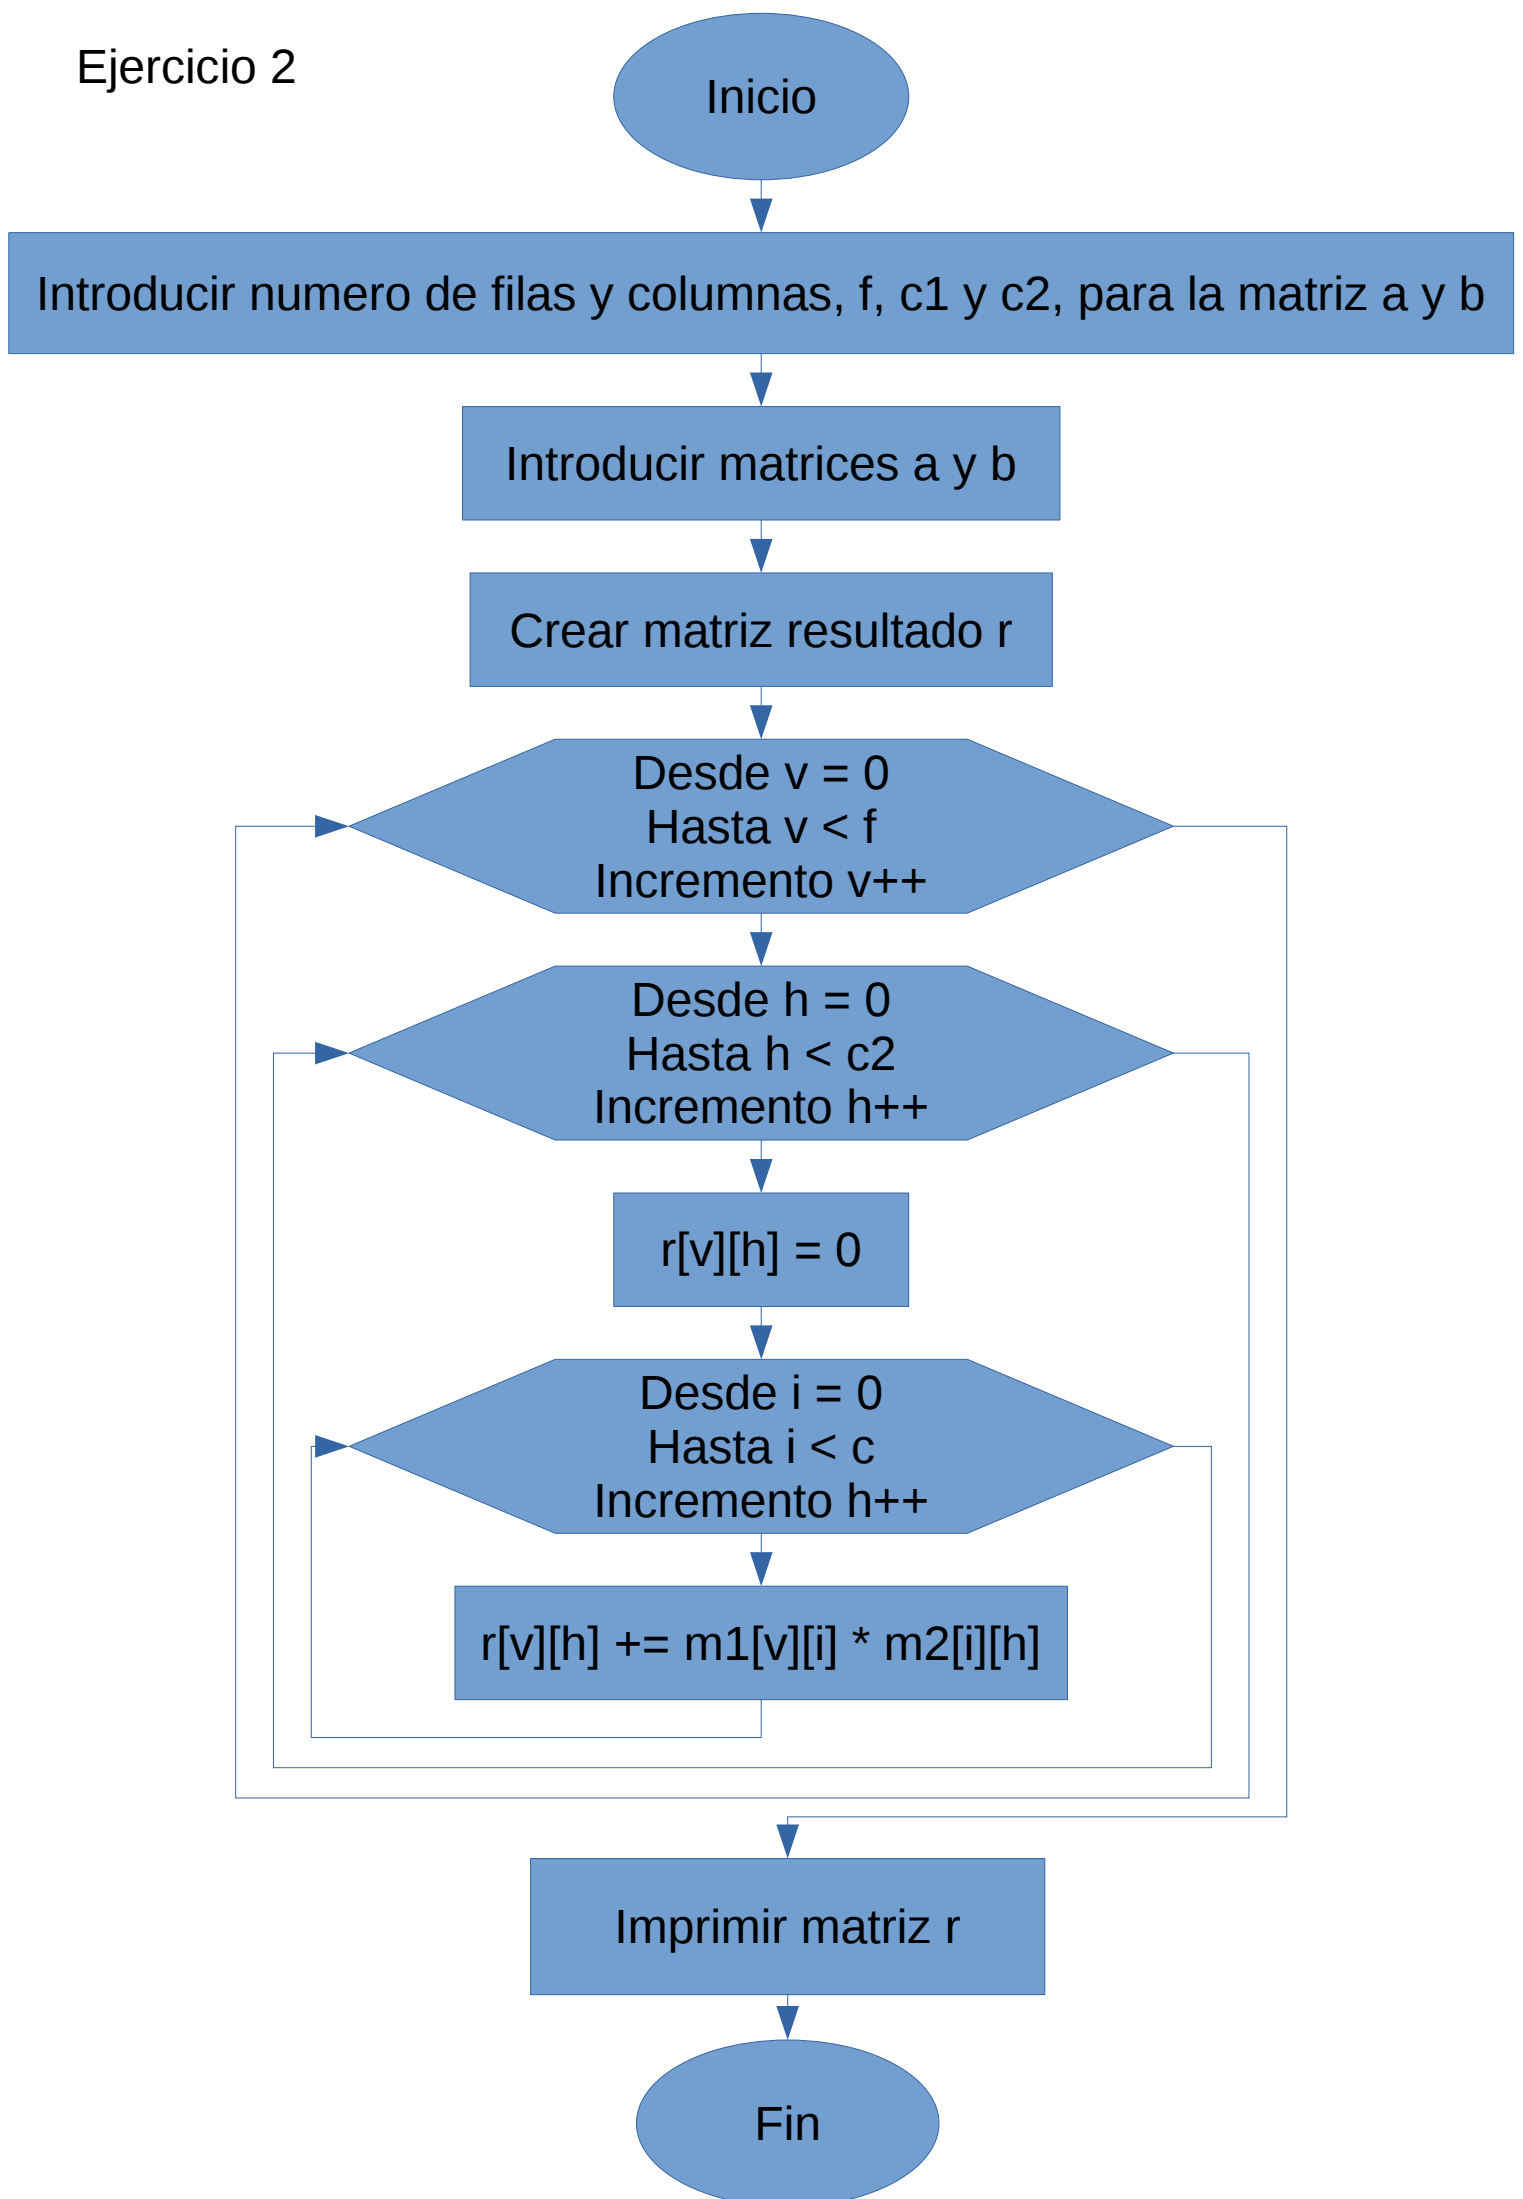 Ejercicio 2
Inicio
Introducir numero de filas y columnas, f, c1 y c2, para la matriz a y b
Introducir matrices a y b
Crear matriz resultado r
Desde v = 0
Hasta v < f
Incremento v++
Desde h = 0
Hasta h < c2
Incremento h++
r[v][h] = 0
Desde i = 0
Hasta i < c
Incremento h++
r[v][h] += m1[v][i] * m2[i][h]
Imprimir matriz r
Fin